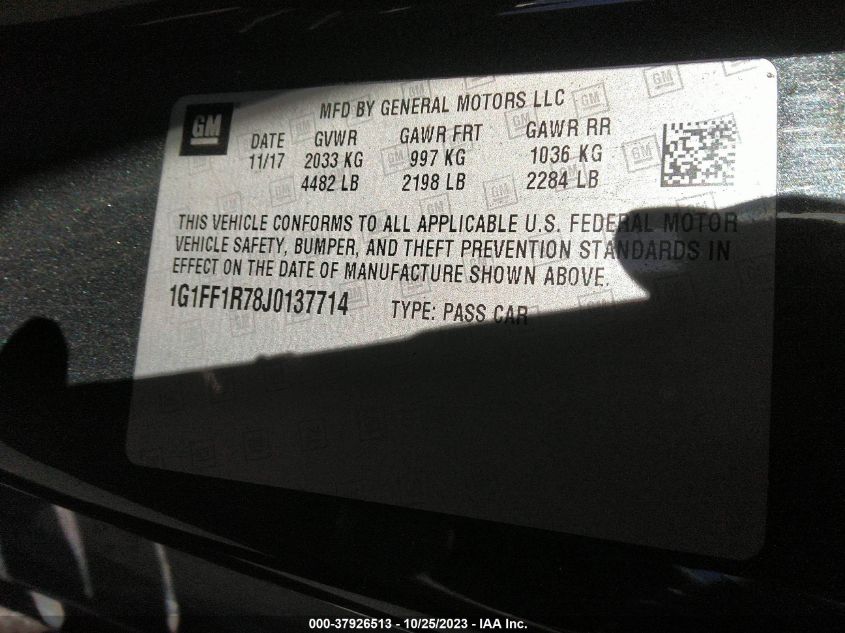 GM
MFD BY GENERAL MOTORS LLC
DATE GVWR GAWR FRT GAWR RR
11/17 2033 KG 997 KG 1036 KG
4482 LB 2198 LB 2284 LB
THIS VEHICLE CONFORMS TO ALL APPLICABLE U.S. FEDERAL MOTOR
VEHICLE SAFETY, BUMPER, AND THEFT PREVENTION STANDARDS IN
EFFECT ON THE DATE OF MANUFACTURE SHOWN ABOVE.
1G1FF1R78J0137714 TYPE: PASS CAR
000-37926513 - 10/25/2023 - IAA Inc.